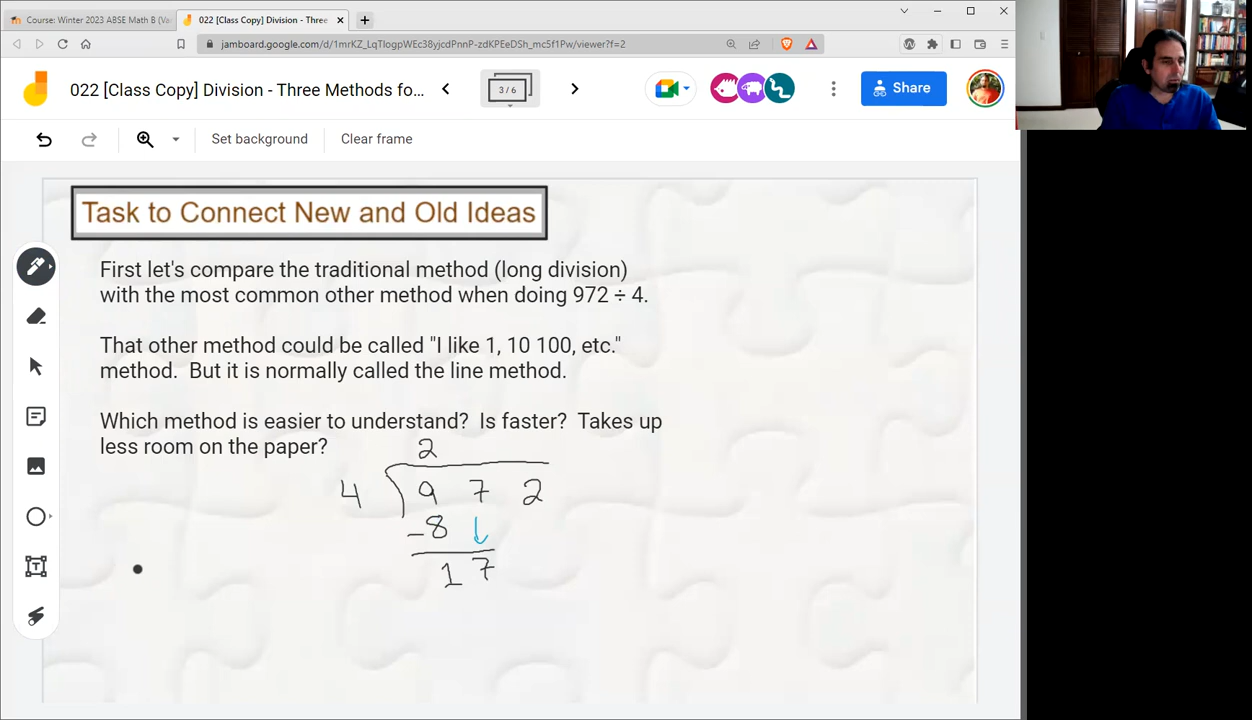 Course: Winter 2023 ABSE Math B (Va
022 [Class Copy] Division - Three
jamboard.google.com/d/1mrKZ_LqTlogpWEc38yjcdPnnP-zdKPEeDSh_mc5f1Pw/viewer?f=2
022 [Class Copy] Division - Three Methods fo...
3 / 6
Share
Set background
Clear frame
Task to Connect New and Old Ideas
First let's compare the traditional method (long division)
with the most common other method when doing 972 ÷ 4.
That other method could be called "I like 1, 10 100, etc."
method. But it is normally called the line method.
Which method is easier to understand? Is faster? Takes up
less room on the paper?
2
4 9 7 2
-8 ↓
1 7